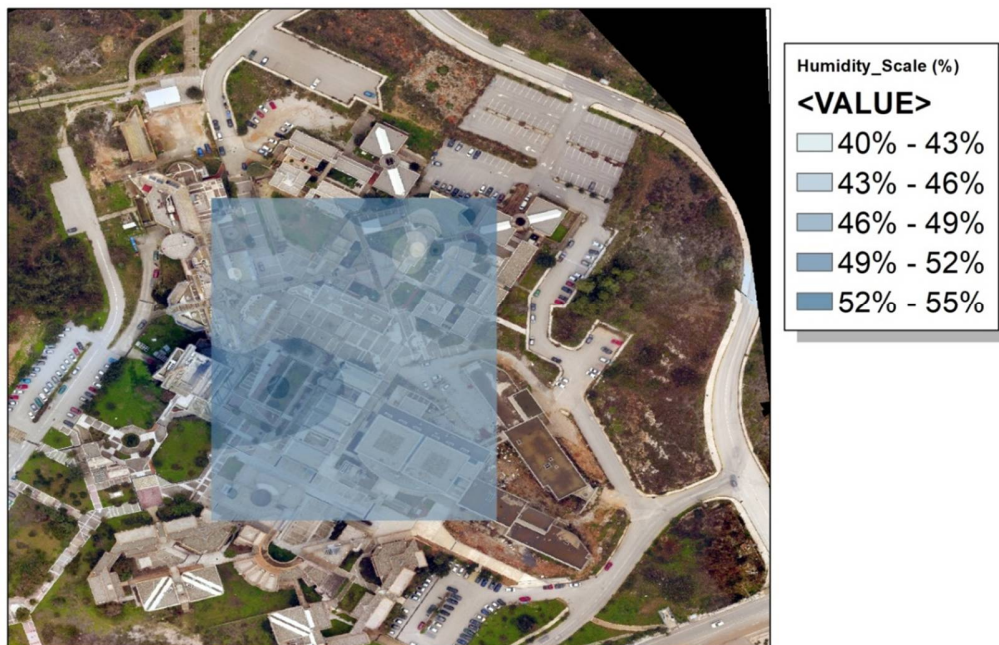 Humidity_Scale (%)
<VALUE>
40% - 43%
43% - 46%
46% - 49%
49% - 52%
52% - 55%